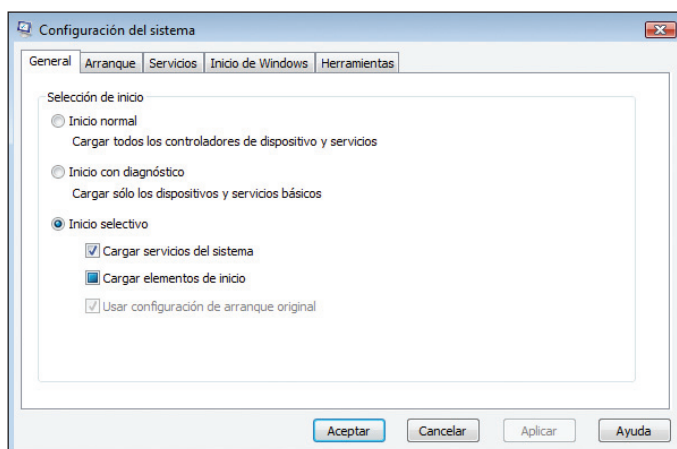 Configuración del sistema
General Arranque Servicios Inicio de Windows Herramientas
Selección de inicio
Inicio normal
Cargar todos los controladores de dispositivo y servicios
Inicio con diagnóstico
Cargar sólo los dispositivos y servicios básicos
Inicio selectivo
Cargar servicios del sistema
Cargar elementos de inicio
Usar configuración de arranque original
Aceptar Cancelar Aplicar Ayuda